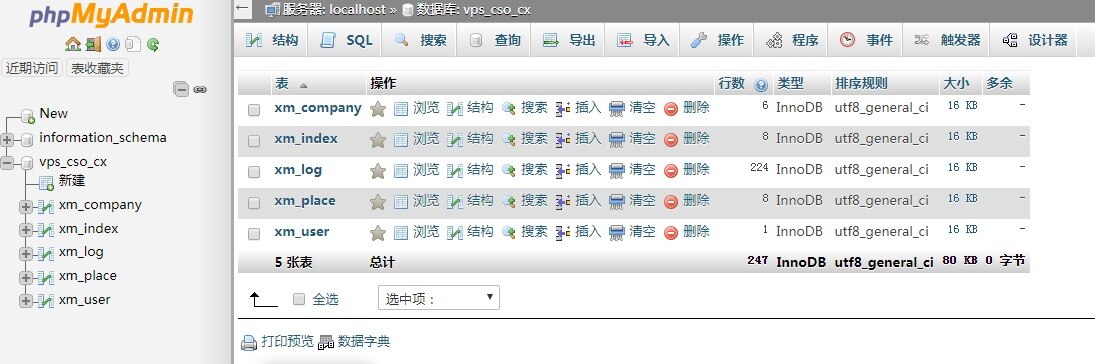 phpMyAdmin
近期访问 表收藏夹
New
information_schema
vps_cso_cx
新建
xm_company
xm_index
xm_log
xm_place
xm_user
服务器: localhost » 数据库: vps_cso_cx
结构 SQL 搜索 查询 导出 导入 操作 程序 事件 触发器 设计器
表 操作 行数 类型 排序规则 大小 多余
xm_company 浏览 结构 搜索 插入 清空 删除 6 InnoDB utf8_general_ci 16 KB -
xm_index 浏览 结构 搜索 插入 清空 删除 8 InnoDB utf8_general_ci 16 KB -
xm_log 浏览 结构 搜索 插入 清空 删除 224 InnoDB utf8_general_ci 16 KB -
xm_place 浏览 结构 搜索 插入 清空 删除 8 InnoDB utf8_general_ci 16 KB -
xm_user 浏览 结构 搜索 插入 清空 删除 1 InnoDB utf8_general_ci 16 KB -
5 张表 总计 247 InnoDB utf8_general_ci 80 KB 0 字节
全选 选中项：
打印预览 数据字典